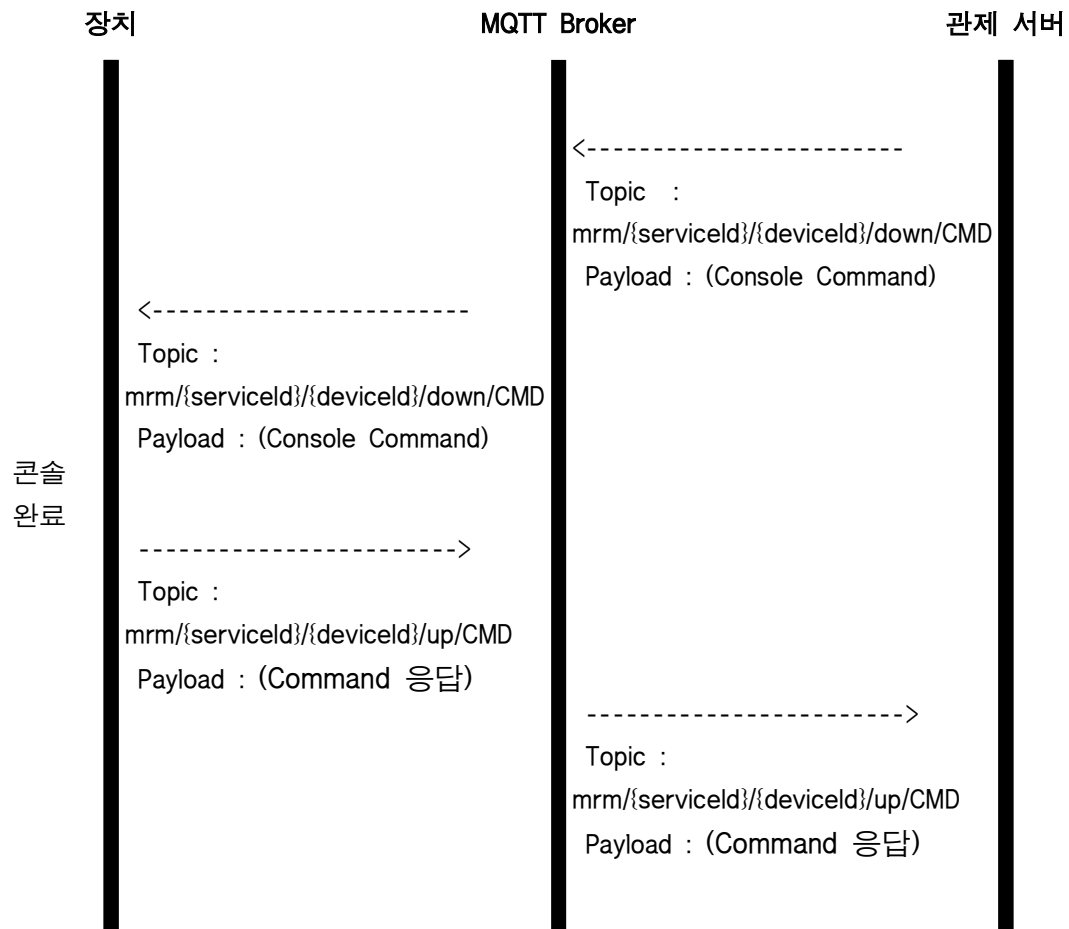 장치 MQTT Broker 관제 서버
<------------------------
Topic :
mrm/{serviceId}/{deviceId}/down/CMD
Payload : (Console Command)
<------------------------
Topic :
mrm/{serviceId}/{deviceId}/down/CMD
Payload : (Console Command)
콘솔
완료
------------------------>
Topic :
mrm/{serviceId}/{deviceId}/up/CMD
Payload : (Command 응답)
------------------------>
Topic :
mrm/{serviceId}/{deviceId}/up/CMD
Payload : (Command 응답)